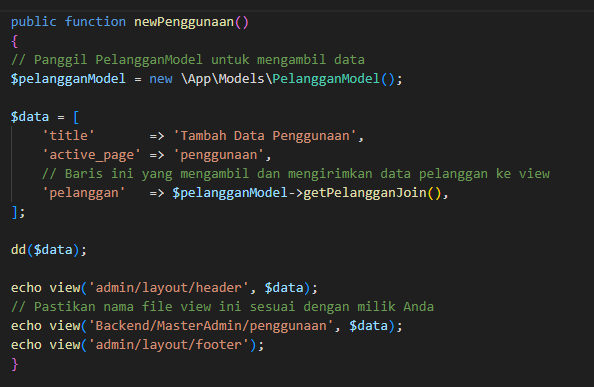 public function newPenggunaan()
{
// Panggil PelangganModel untuk mengambil data
$pelangganModel = new \App\Models\PelangganModel();
$data = [
'title' => 'Tambah Data Penggunaan',
'active_page' => 'penggunaan',
// Baris ini yang mengambil dan mengirimkan data pelanggan ke view
'pelanggan' => $pelangganModel->getPelangganJoin(),
];
dd($data);
echo view('admin/layout/header', $data);
// Pastikan nama file view ini sesuai dengan milik Anda
echo view('Backend/MasterAdmin/penggunaan', $data);
echo view('admin/layout/footer');
}